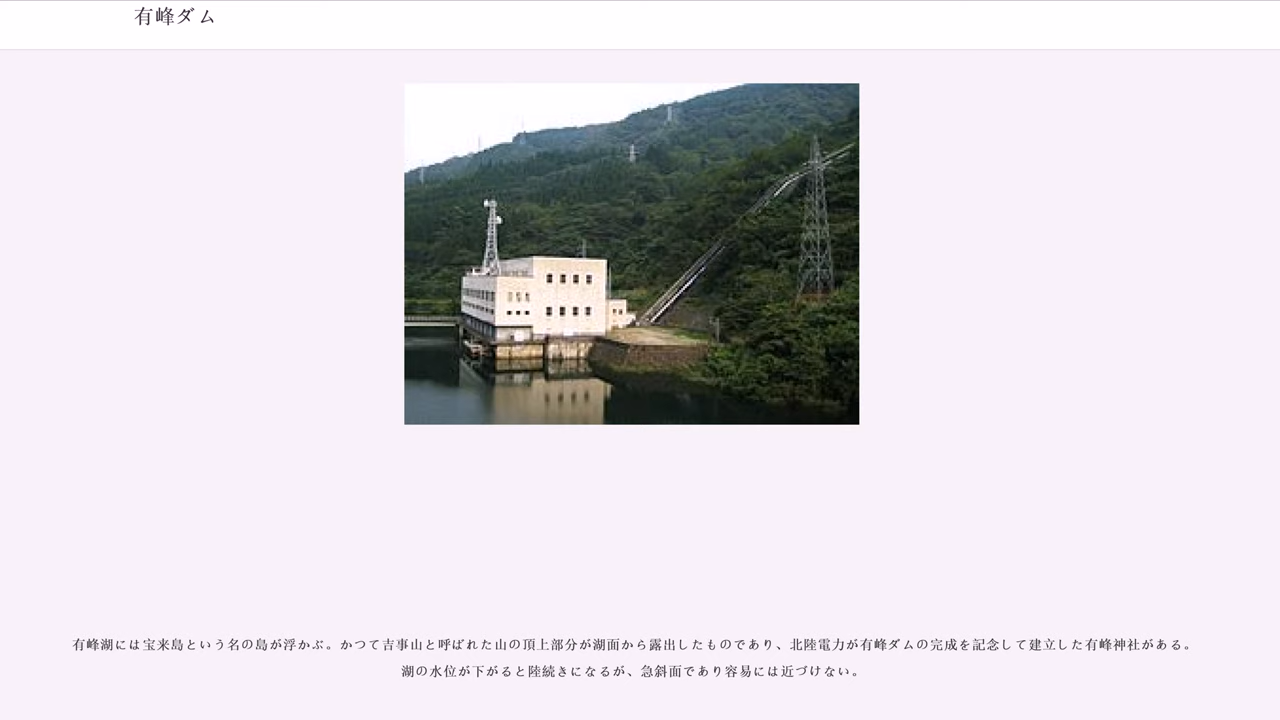 有峰ダム
有峰湖には宝来島という名の島が浮かぶ。かつて吉事山と呼ばれた山の頂上部分が湖面から露出したものであり、北陸電力が有峰ダムの完成を記念して建立した有峰神社がある。
湖の水位が下がると陸続きになるが、急斜面であり容易には近づけない。